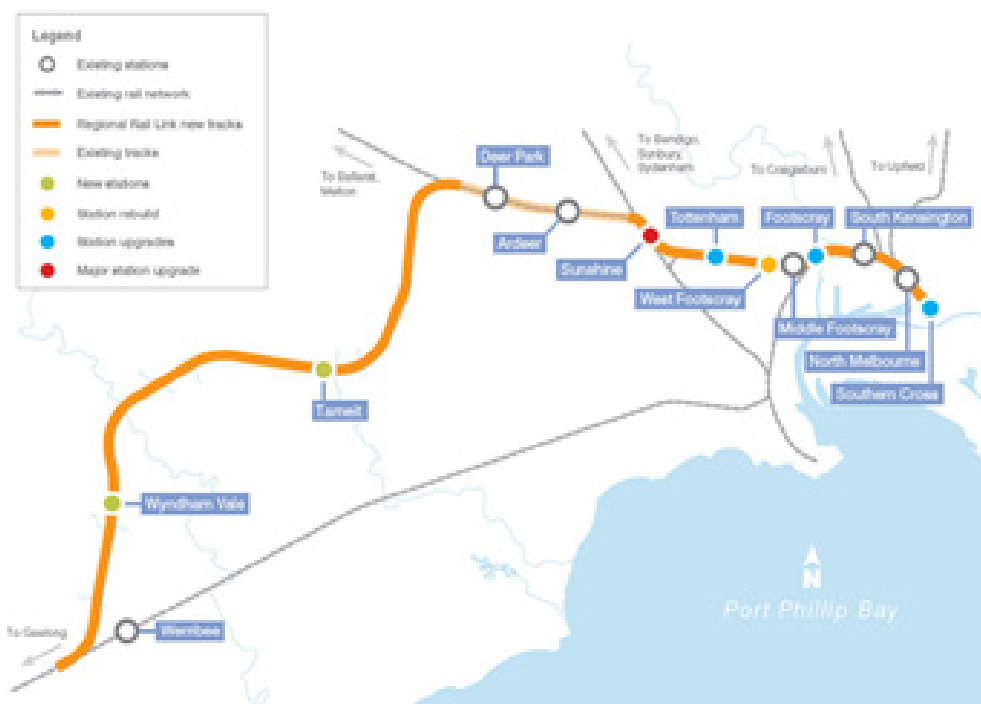 Legend
Existing stations
Existing rail network
Regional Rail Link new tracks
Existing tracks
New stations
Station rebuild
Station upgrades
Major station upgrade
To Ballarat,
Melton
Deer Park
Ardeer
To Bendigo,
Sunbury,
Sydenham
To Craigieburn
To Upfield
Tottenham
Footscray
South Kensington
Sunshine
West Footscray
Middle Footscray
North Melbourne
Southern Cross
Tarneit
Wyndham Vale
Werribee
To Geelong
N
Port Phillip Bay